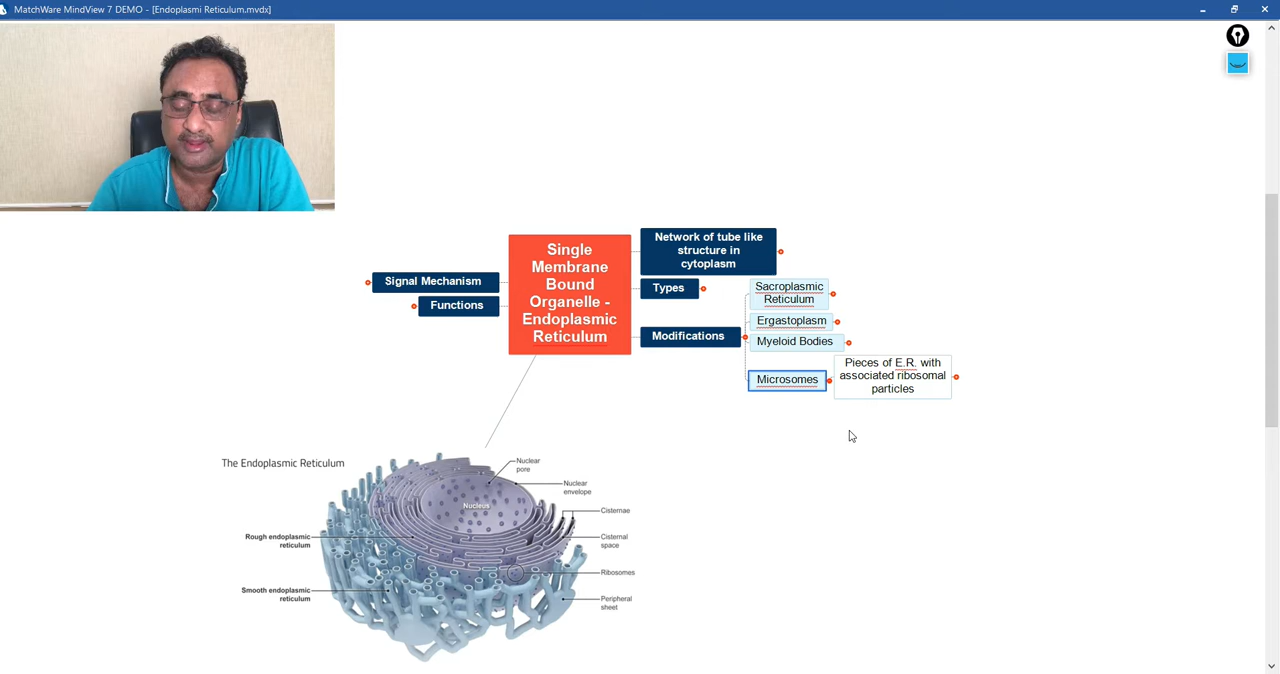 MatchWare MindView 7 DEMO - [Endoplasmi Reticulum.mvdx]
Signal Mechanism
Functions
Single
Membrane
Bound
Organelle -
Endoplasmic
Reticulum
Network of tube like
structure in
cytoplasm
Types
Modifications
Sacroplasmic
Reticulum
Ergastoplasm
Myeloid Bodies
Microsomes
Pieces of E.R. with
associated ribosomal
particles
The Endoplasmic Reticulum
Nuclear
pore
Nuclear
envelope
Nucleus
Cisternae
Rough endoplasmic
reticulum
Cisternal
space
Ribosomes
Smooth endoplasmic
reticulum
Peripheral
sheet